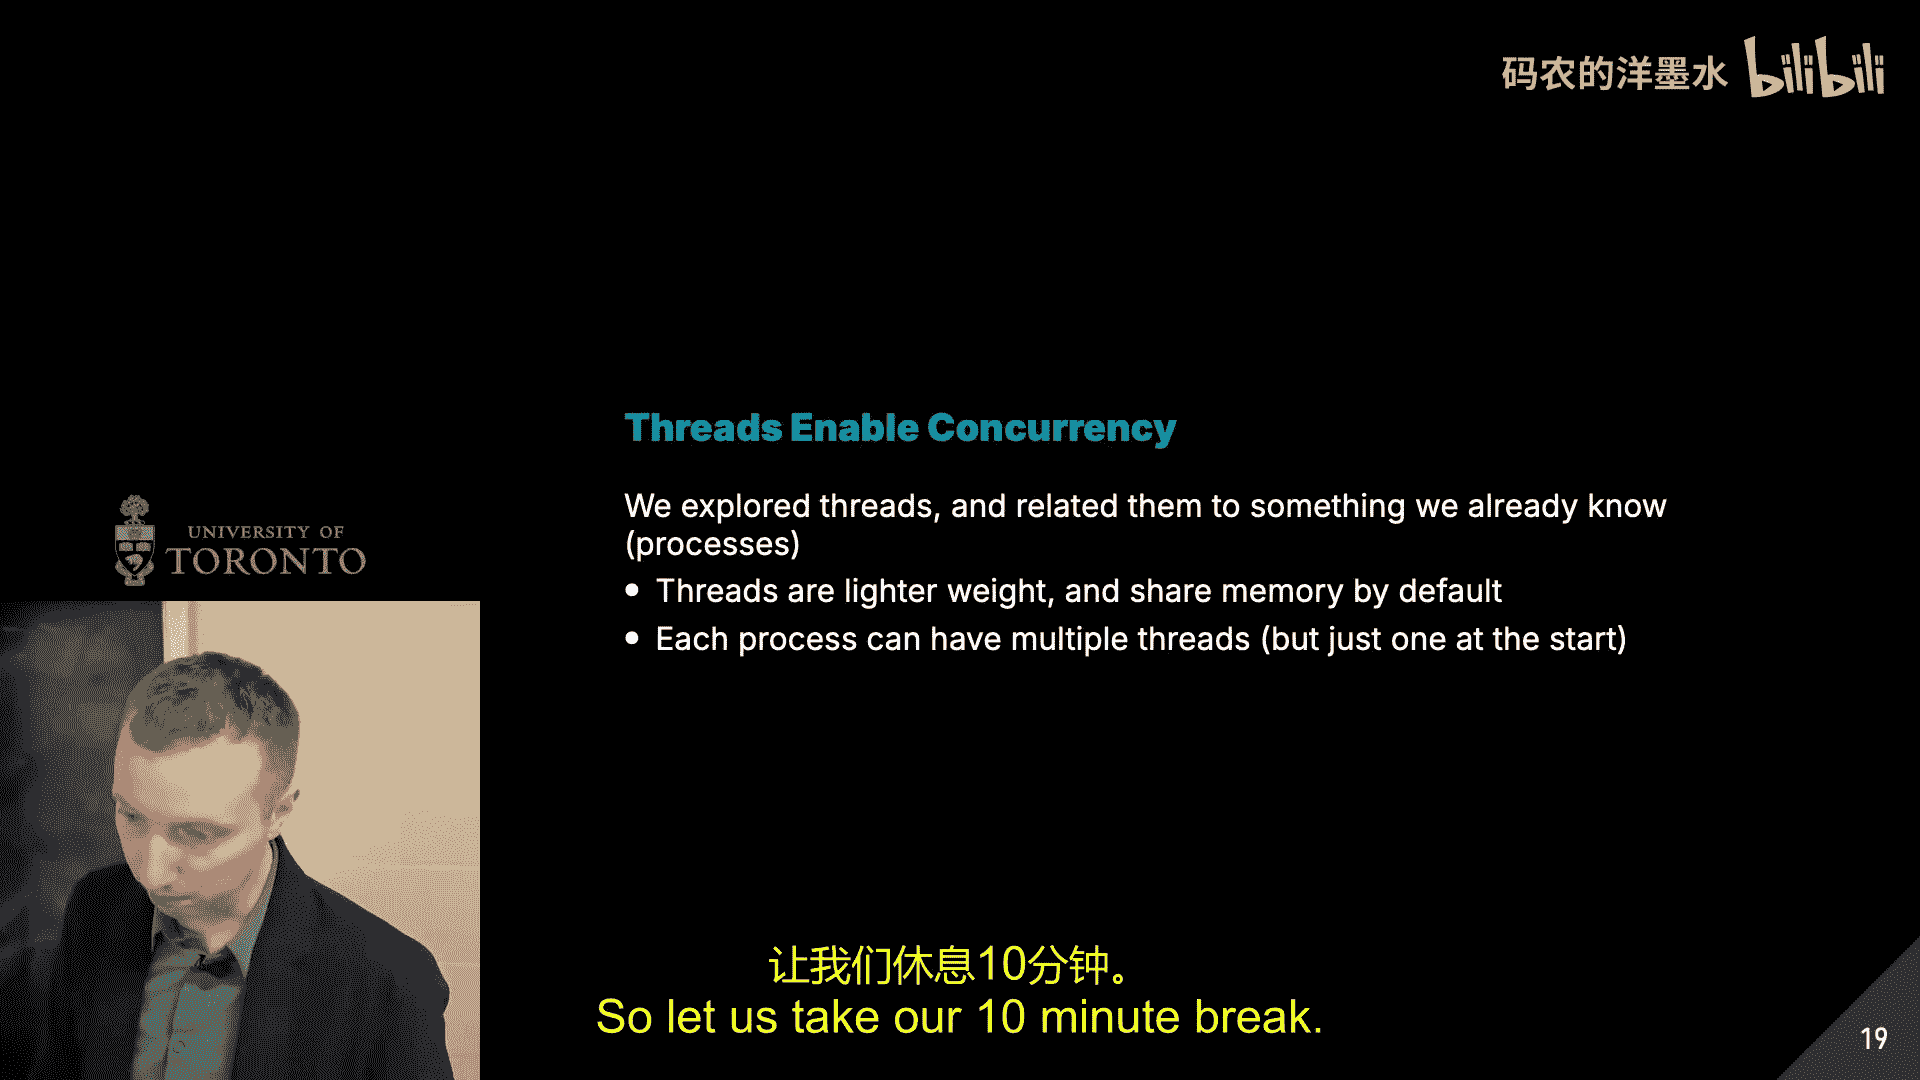 码农的洋墨水 bilibili
Threads Enable Concurrency
We explored threads, and related them to something we already know
(processes)
• Threads are lighter weight, and share memory by default
• Each process can have multiple threads (but just one at the start)
UNIVERSITY OF
TORONTO
让我们休息10分钟。
So let us take our 10 minute break.
19